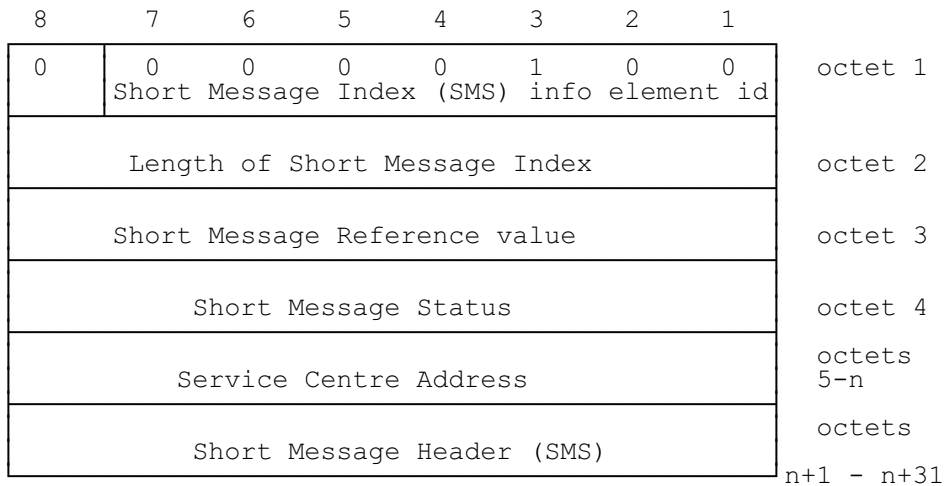 8 7 6 5 4 3 2 1
0 0 0 0 0 1 0 0 octet 1
Short Message Index (SMS) info element id
Length of Short Message Index octet 2
Short Message Reference value octet 3
Short Message Status octet 4
octets
Service Centre Address 5-n
octets
Short Message Header (SMS)
n+1 - n+31